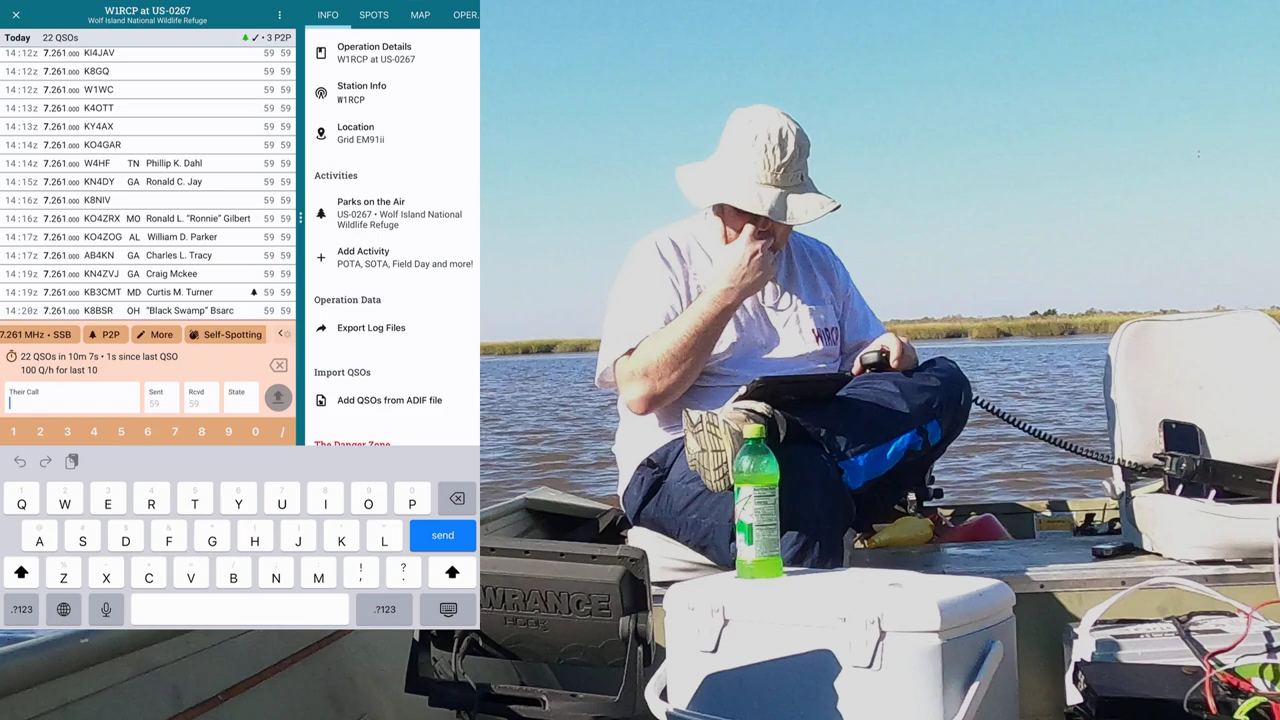 W1RCP at US-0267
Wolf Island National Wildlife Refuge
Today 22 QSOs ✓ • 3 P2P
14:12z 7.261.000 KI4JAV 59 59
14:12z 7.261.000 K8GQ 59 59
14:12z 7.261.000 W1WC 59 59
14:13z 7.261.000 K4OTT 59 59
14:13z 7.261.000 KY4AX 59 59
14:14z 7.261.000 KO4GAR 59 59
14:14z 7.261.000 W4HF TN Phillip K. Dahl 59 59
14:15z 7.261.000 KN4DY GA Ronald C. Jay 59 59
14:16z 7.261.000 K8NIV 59 59
14:16z 7.261.000 KO4ZRX MO Ronald L. “Ronnie” Gilbert 59 59
14:17z 7.261.000 KO4ZOG AL William D. Parker 59 59
14:17z 7.261.000 AB4KN GA Charles L. Tracy 59 59
14:19z 7.261.000 KN4ZVJ GA Craig Mckee 59 59
14:19z 7.261.000 KB3CMT MD Curtis M. Turner 59 59
14:20z 7.261.000 K8BSR OH “Black Swamp” Bsarc 59 59
7.261 MHz • SSB P2P More Self-Spotting
22 QSOs in 10m 7s • 1s since last QSO
100 Q/h for last 10
Their Call Sent Rcvd State
59 59
1 2 3 4 5 6 7 8 9 0 /
INFO SPOTS MAP OPER.
Operation Details
W1RCP at US-0267
Station Info
W1RCP
Location
Grid EM91ii
Activities
Parks on the Air
US-0267 • Wolf Island National
Wildlife Refuge
Add Activity
POTA, SOTA, Field Day and more!
Operation Data
Export Log Files
Import QSOs
Add QSOs from ADIF file
The Danger Zone
1 2 3 4 5 6 7 8 9 0
Q W E R T Y U I O P
A S D F G H J K L send
Z X C V B N M ! , ? .
.?123 .?123
W1RCP
WRANCE
HOOK